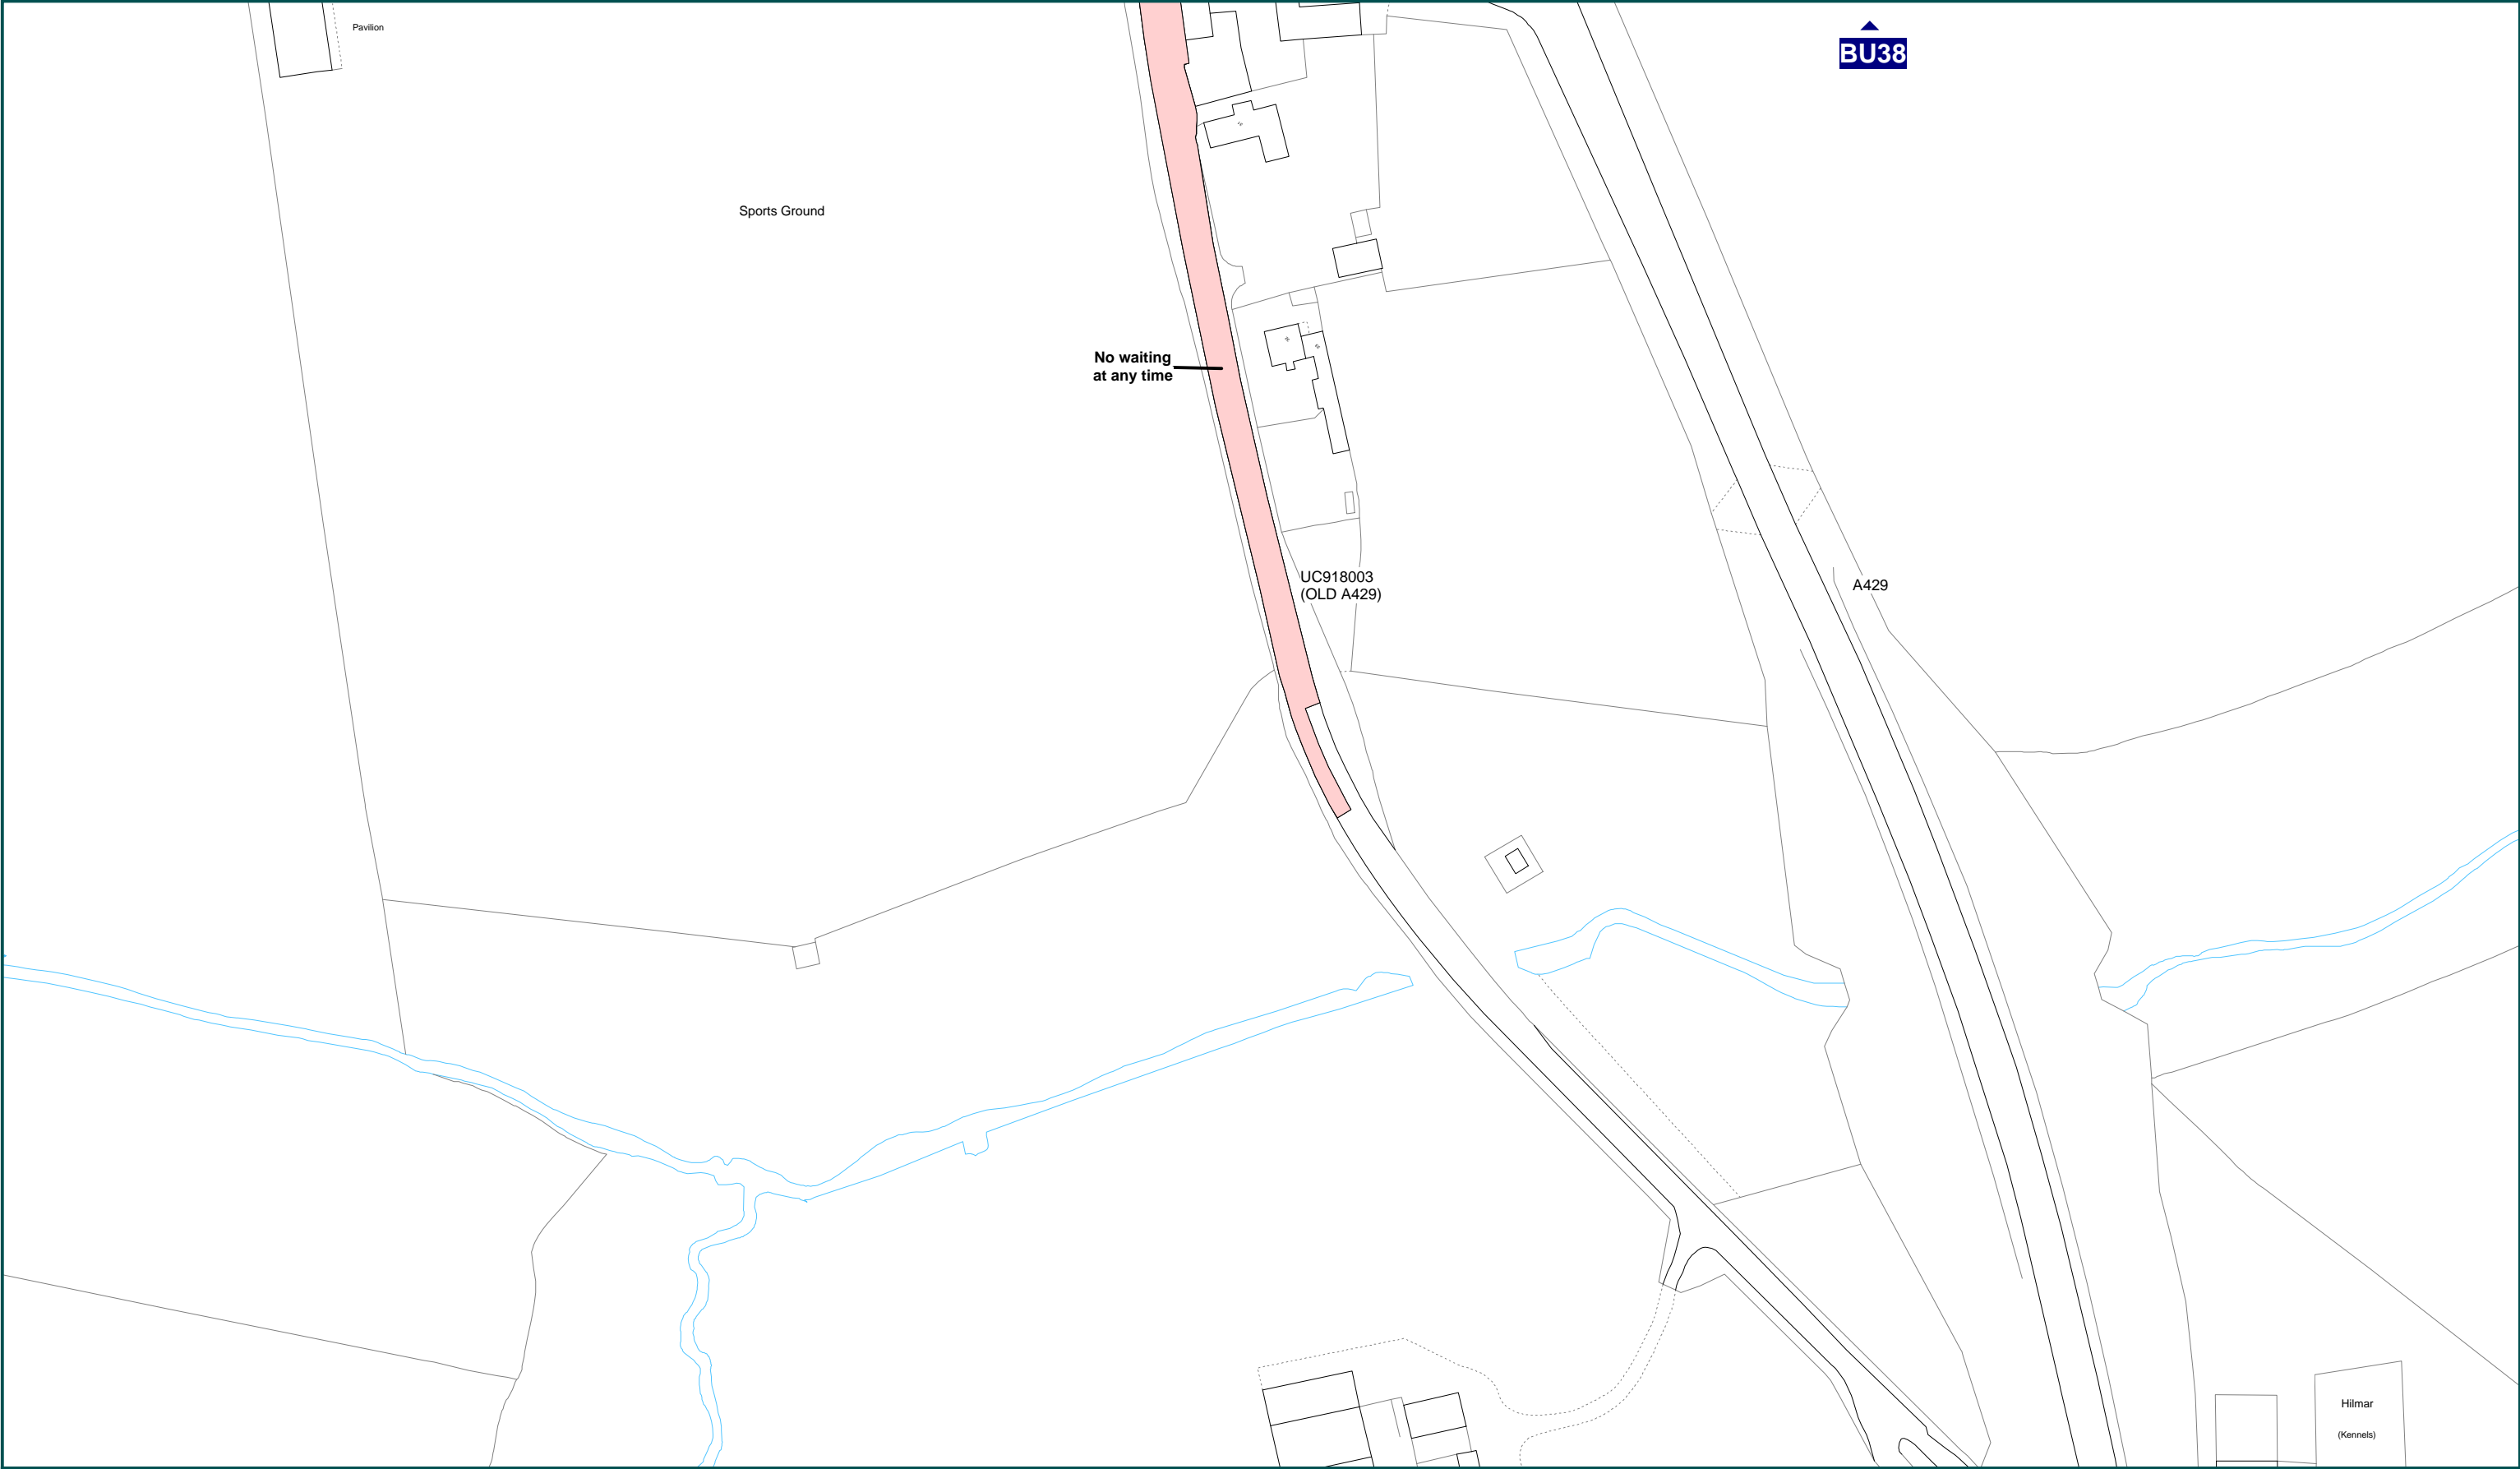 Pavilion
BU38
Sports Ground
No waiting
at any time
UC918003
(OLD A429)
A429
Hilmar
(Kennels)